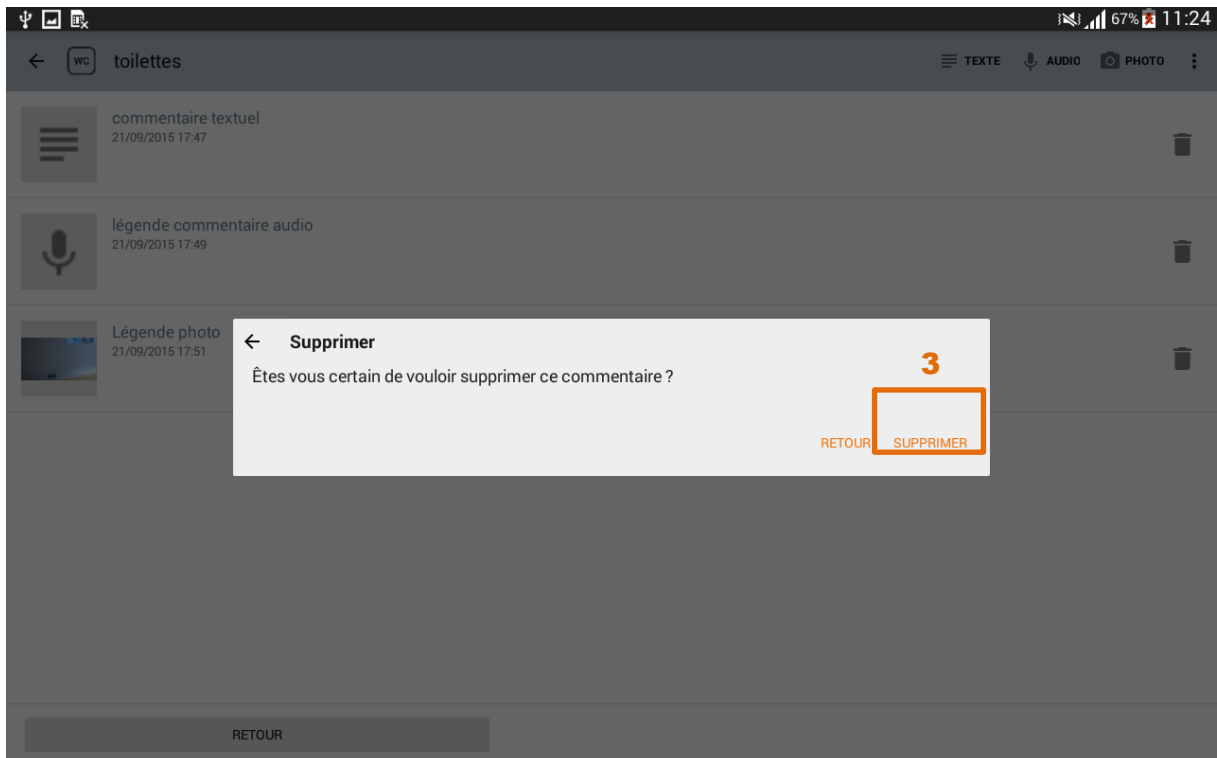 67% 11:24
WC toilettes TEXTE AUDIO PHOTO
commentaire textuel
21/09/2015 17:47
légende commentaire audio
21/09/2015 17:49
Légende photo
21/09/2015 17:51
Supprimer
Êtes vous certain de vouloir supprimer ce commentaire ?
3
RETOUR SUPPRIMER
RETOUR